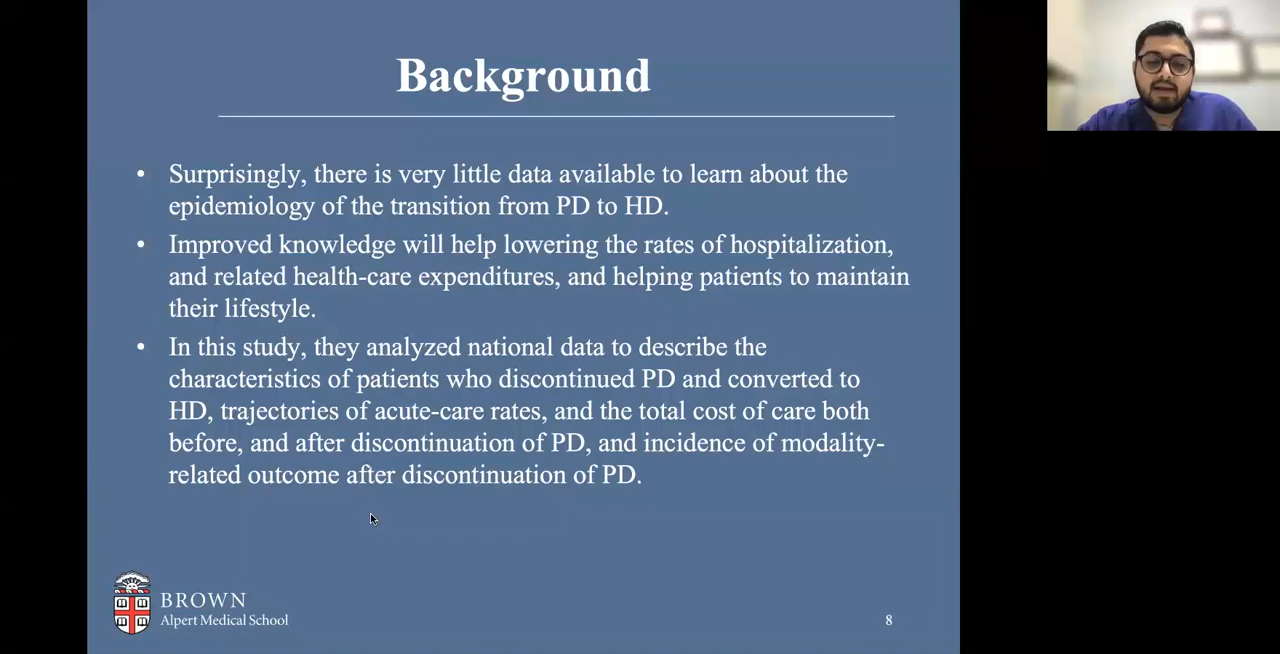 Background
• Surprisingly, there is very little data available to learn about the
epidemiology of the transition from PD to HD.
• Improved knowledge will help lowering the rates of hospitalization,
and related health-care expenditures, and helping patients to maintain
their lifestyle.
• In this study, they analyzed national data to describe the
characteristics of patients who discontinued PD and converted to
HD, trajectories of acute-care rates, and the total cost of care both
before, and after discontinuation of PD, and incidence of modality-
related outcome after discontinuation of PD.
BROWN
Alpert Medical School
8